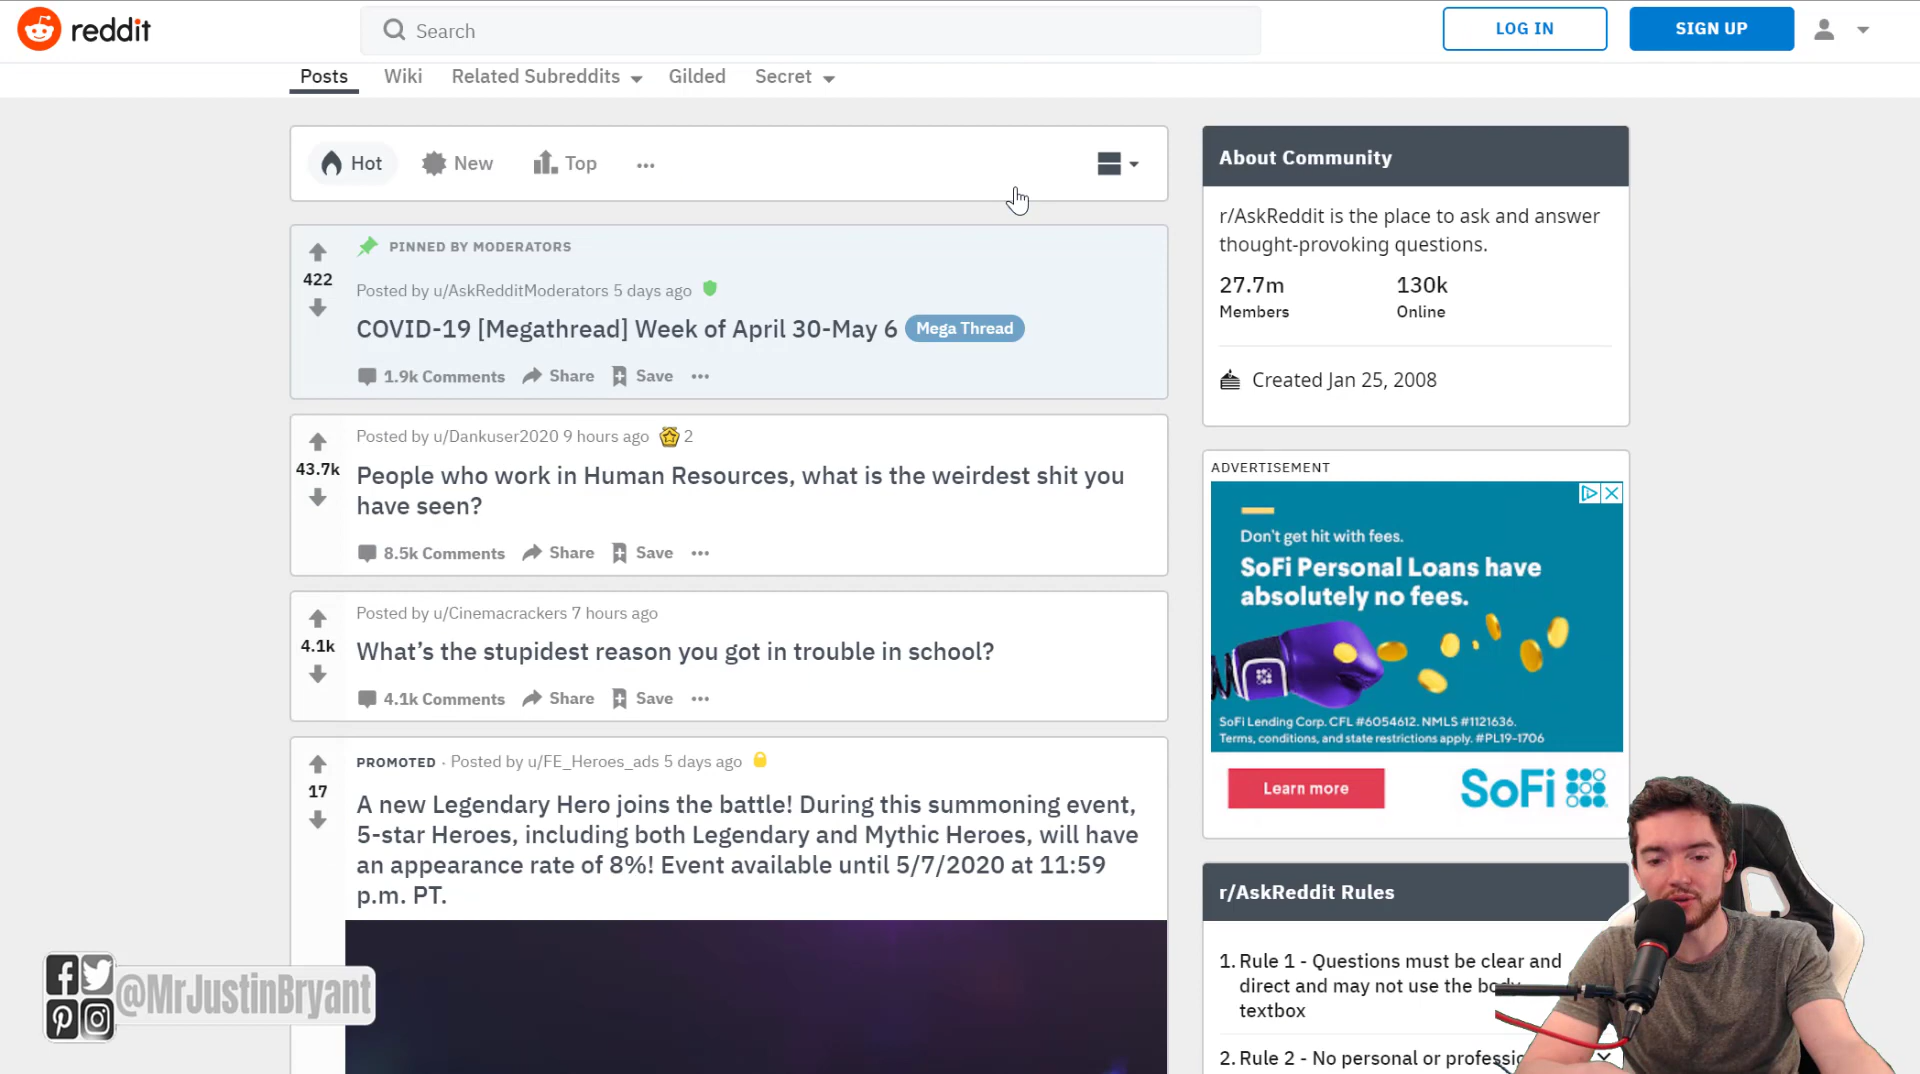 reddit
Search
LOG IN
SIGN UP
Posts
Wiki
Related Subreddits
Gilded
Secret
Hot
New
Top
PINNED BY MODERATORS
422
Posted by u/AskRedditModerators 5 days ago
COVID-19 [Megathread] Week of April 30-May 6 Mega Thread
1.9k Comments
Share
Save
Posted by u/Dankuser2020 9 hours ago 2
43.7k
People who work in Human Resources, what is the weirdest shit you
have seen?
8.5k Comments
Share
Save
Posted by u/Cinemacrackers 7 hours ago
4.1k
What’s the stupidest reason you got in trouble in school?
4.1k Comments
Share
Save
PROMOTED · Posted by u/FE_Heroes_ads 5 days ago
17
A new Legendary Hero joins the battle! During this summoning event,
5-star Heroes, including both Legendary and Mythic Heroes, will have
an appearance rate of 8%! Event available until 5/7/2020 at 11:59
p.m. PT.
About Community
r/AskReddit is the place to ask and answer
thought-provoking questions.
27.7m
Members
130k
Online
Created Jan 25, 2008
ADVERTISEMENT
Don't get hit with fees.
SoFi Personal Loans have
absolutely no fees.
SoFi Lending Corp. CFL #6054612. NMLS #1121636.
Terms, conditions, and state restrictions apply. #PL19-1706
Learn more
SoFi
r/AskReddit Rules
1. Rule 1 - Questions must be clear and
direct and may not use the body
textbox
2. Rule 2 - No personal or
@MrJustinBryant